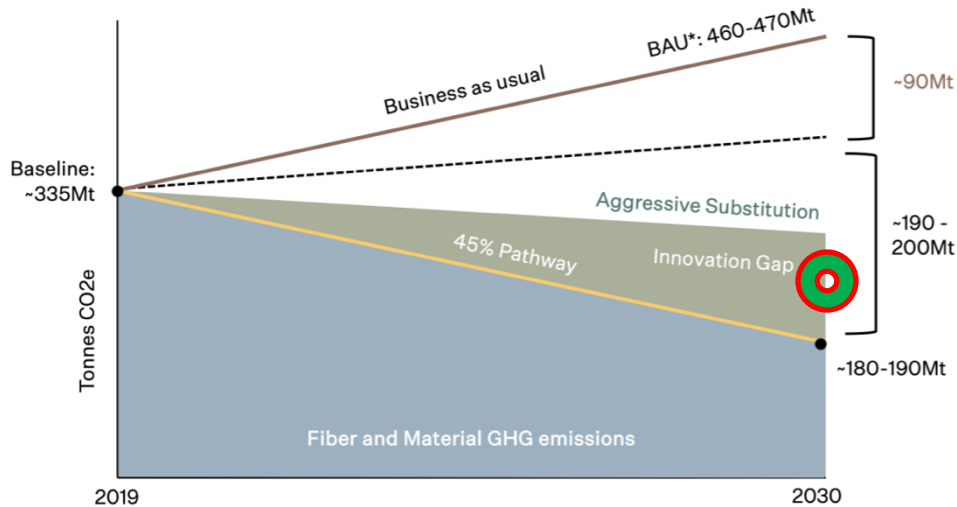 BAU*: 460-470Mt
Business as usual
~90Mt
Baseline:
~335Mt
Aggressive Substitution
~190 -
200Mt
45% Pathway
Innovation Gap
Tonnes CO2e
~180-190Mt
Fiber and Material GHG emissions
2019
2030